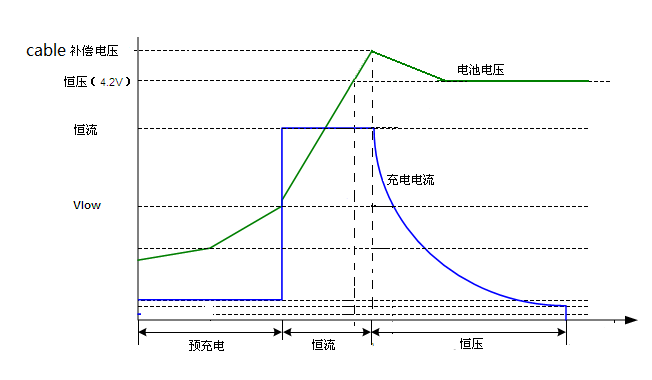 cable 补偿电压
恒压（4.2V）
电池电压
恒流
充电电流
Vlow
预充电
恒流
恒压